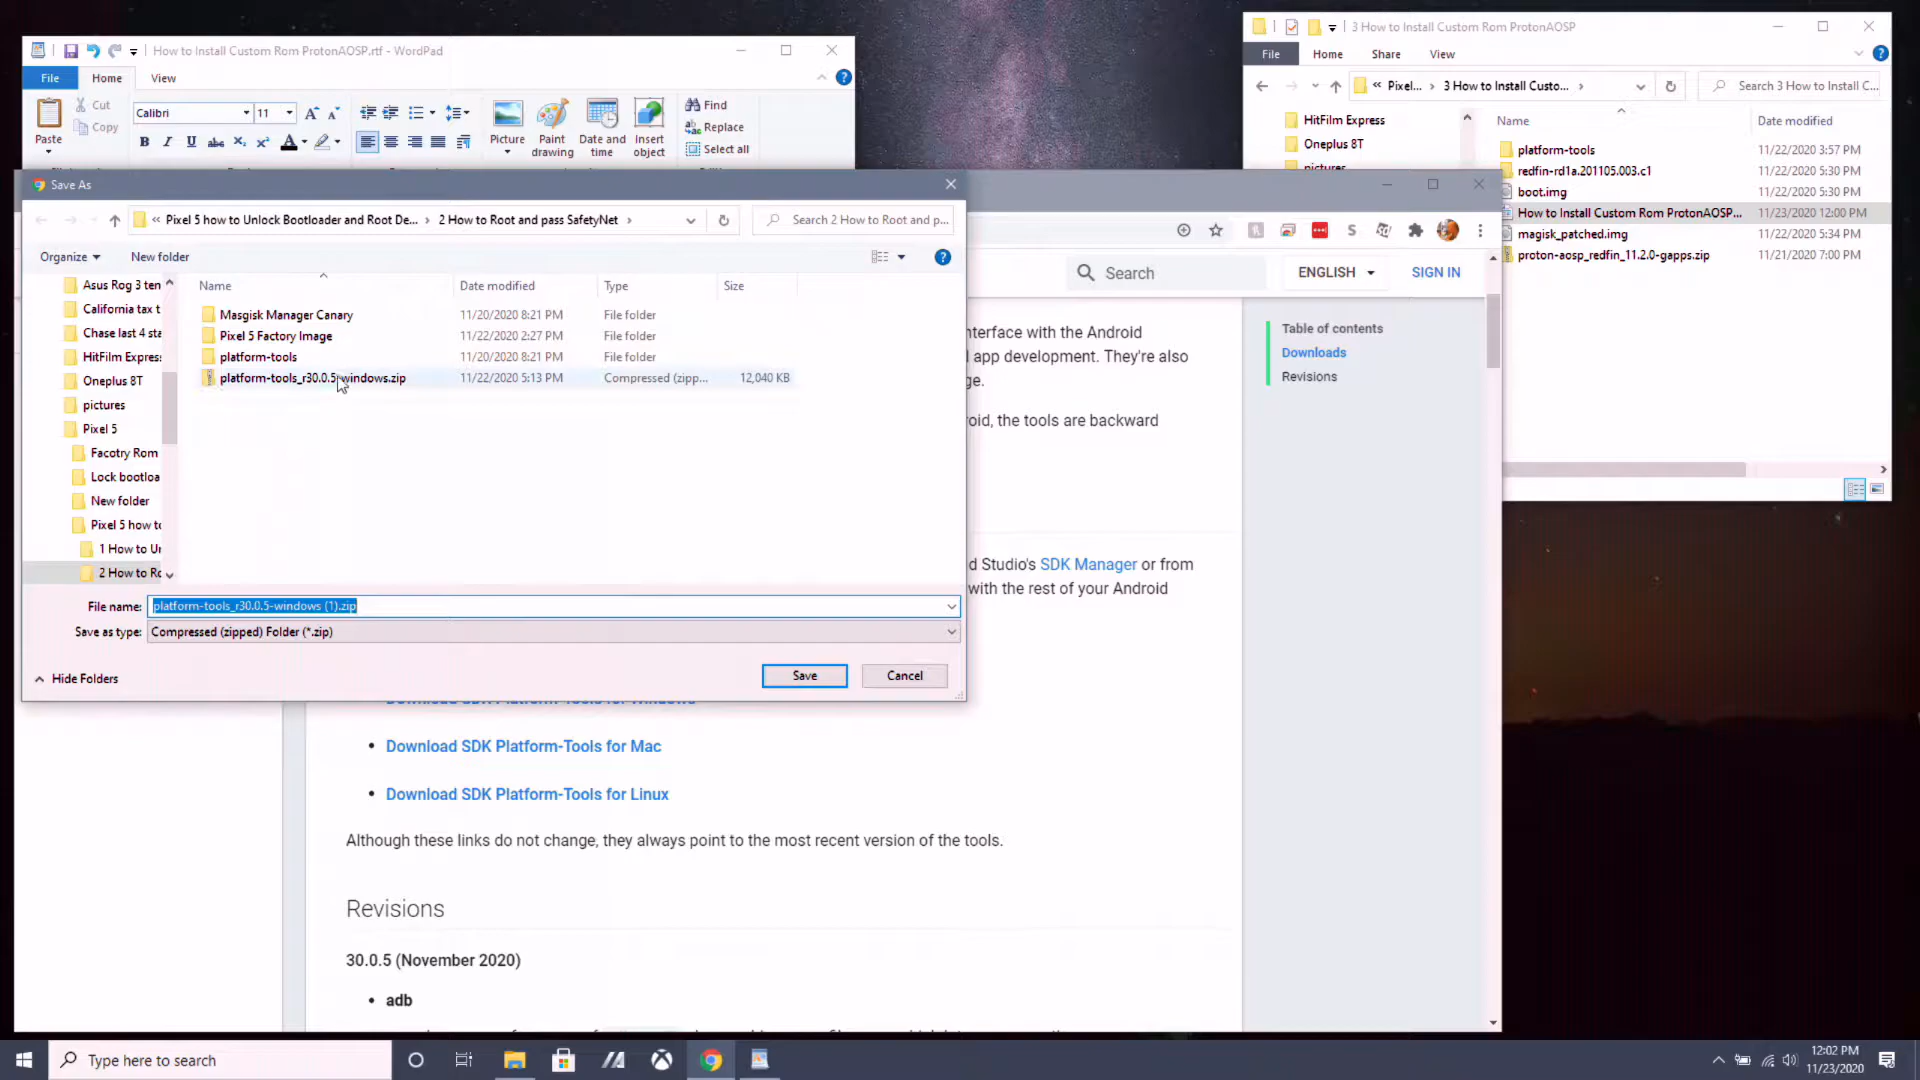 How to Install Custom Rom ProtonAOSP.rtf - WordPad
File
Home
View
Cut
Copy
Paste
Calibri
11
Picture
Paint drawing
Date and time
Insert object
Find
Replace
Select all
3 How to Install Custom Rom ProtonAOSP
File
Home
Share
View
« Pixel... › 3 How to Install Custo... ›
Search 3 How to Install C...
HitFilm Express
Oneplus 8T
pictures
Name
Date modified
platform-tools 11/22/2020 3:57 PM
redfin-rd1a.201105.003.c1 11/22/2020 5:30 PM
boot.img 11/22/2020 5:30 PM
How to Install Custom Rom ProtonAOSP... 11/23/2020 12:00 PM
magisk_patched.img 11/22/2020 5:34 PM
proton-aosp_redfin_11.2.0-gapps.zip 11/21/2020 7:00 PM
Save As
« Pixel 5 how to Unlock Bootloader and Root De... › 2 How to Root and pass SafetyNet ›
Search 2 How to Root and p...
Organize
New folder
Asus Rog 3 ten
California tax t
Chase last 4 sta
HitFilm Express
Oneplus 8T
pictures
Pixel 5
Facotry Rom
Lock bootloa
New folder
Pixel 5 how to
1 How to Ur
2 How to Ro
Name Date modified Type Size
Masgisk Manager Canary 11/20/2020 8:21 PM File folder
Pixel 5 Factory Image 11/22/2020 2:27 PM File folder
platform-tools 11/20/2020 8:21 PM File folder
platform-tools_r30.0.5-windows.zip 11/22/2020 5:13 PM Compressed (zipp... 12,040 KB
File name: platform-tools_r30.0.5-windows (1).zip
Save as type: Compressed (zipped) Folder (*.zip)
Hide Folders
Save
Cancel
Search
ENGLISH
SIGN IN
nterface with the Android
l app development. They're also
ge.
oid, the tools are backward
Table of contents
Downloads
Revisions
d Studio's SDK Manager or from
with the rest of your Android
Download SDK Platform-Tools for Windows
• Download SDK Platform-Tools for Mac
• Download SDK Platform-Tools for Linux
Although these links do not change, they always point to the most recent version of the tools.
Revisions
30.0.5 (November 2020)
• adb
Type here to search
12:02 PM
11/23/2020